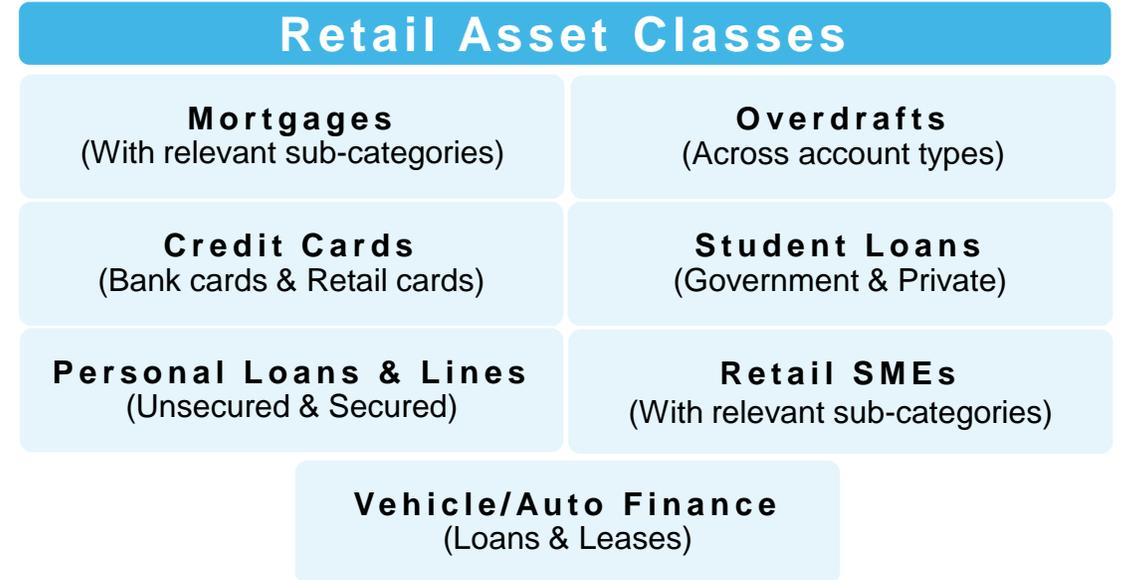 Retail Asset Classes
Mortgages
(With relevant sub-categories)
Overdrafts
(Across account types)
Credit Cards
(Bank cards & Retail cards)
Student Loans
(Government & Private)
Personal Loans & Lines
(Unsecured & Secured)
Retail SMEs
(With relevant sub-categories)
Vehicle/Auto Finance
(Loans & Leases)